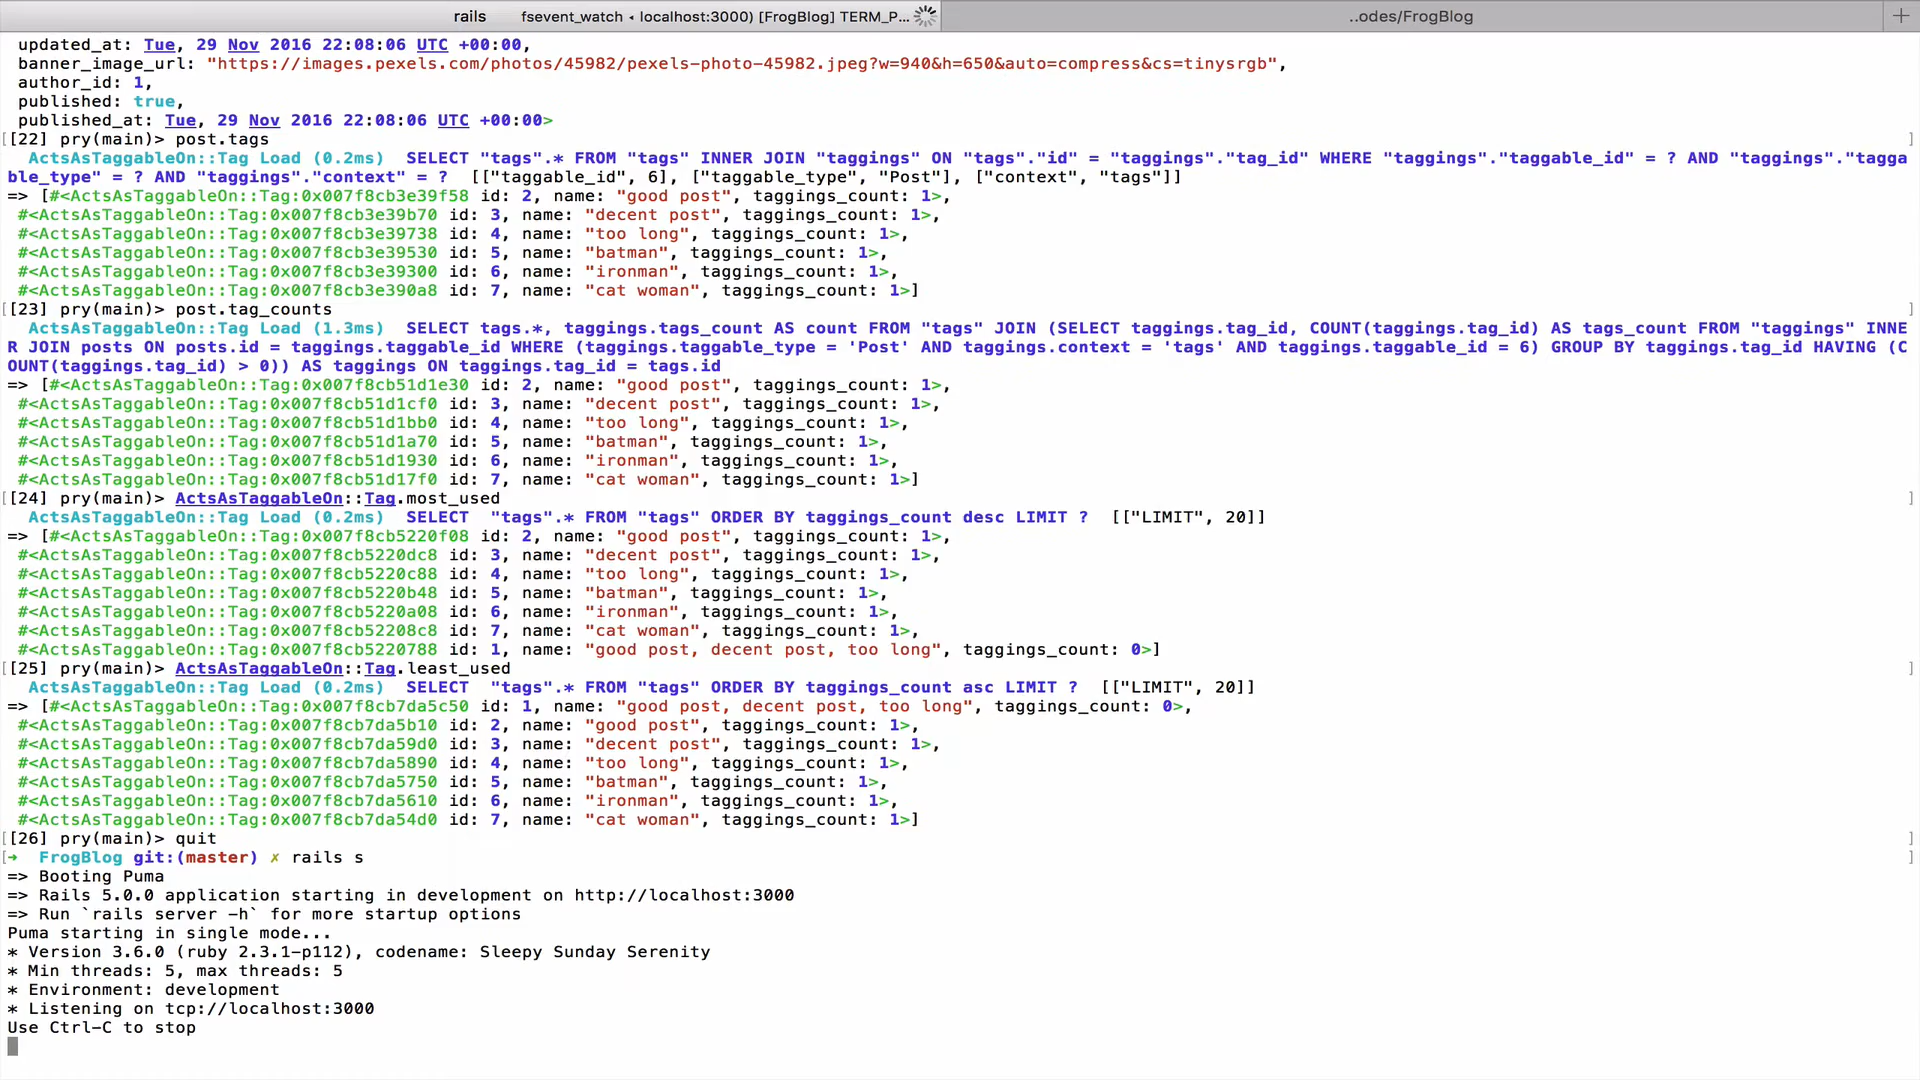 rails    fsevent_watch ◂ localhost:3000) [FrogBlog] TERM_P...    ..odes/FrogBlog    +
updated_at: Tue, 29 Nov 2016 22:08:06 UTC +00:00,
banner_image_url: "https://images.pexels.com/photos/45982/pexels-photo-45982.jpeg?w=940&h=650&auto=compress&cs=tinysrgb",
author_id: 1,
published: true,
published_at: Tue, 29 Nov 2016 22:08:06 UTC +00:00>
[[22] pry(main)> post.tags ]
ActsAsTaggableOn::Tag Load (0.2ms)  SELECT "tags".* FROM "tags" INNER JOIN "taggings" ON "tags"."id" = "taggings"."tag_id" WHERE "taggings"."taggable_id" = ? AND "taggings"."tagga
ble_type" = ? AND "taggings"."context" = ?  [["taggable_id", 6], ["taggable_type", "Post"], ["context", "tags"]]
=> [#<ActsAsTaggableOn::Tag:0x007f8cb3e39f58 id: 2, name: "good post", taggings_count: 1>,
#<ActsAsTaggableOn::Tag:0x007f8cb3e39b70 id: 3, name: "decent post", taggings_count: 1>,
#<ActsAsTaggableOn::Tag:0x007f8cb3e39738 id: 4, name: "too long", taggings_count: 1>,
#<ActsAsTaggableOn::Tag:0x007f8cb3e39530 id: 5, name: "batman", taggings_count: 1>,
#<ActsAsTaggableOn::Tag:0x007f8cb3e39300 id: 6, name: "ironman", taggings_count: 1>,
#<ActsAsTaggableOn::Tag:0x007f8cb3e390a8 id: 7, name: "cat woman", taggings_count: 1>]
[[23] pry(main)> post.tag_counts ]
ActsAsTaggableOn::Tag Load (1.3ms)  SELECT tags.*, taggings.tags_count AS count FROM "tags" JOIN (SELECT taggings.tag_id, COUNT(taggings.tag_id) AS tags_count FROM "taggings" INNE
R JOIN posts ON posts.id = taggings.taggable_id WHERE (taggings.taggable_type = 'Post' AND taggings.context = 'tags' AND taggings.taggable_id = 6) GROUP BY taggings.tag_id HAVING (C
OUNT(taggings.tag_id) > 0)) AS taggings ON taggings.tag_id = tags.id
=> [#<ActsAsTaggableOn::Tag:0x007f8cb51d1e30 id: 2, name: "good post", taggings_count: 1>,
#<ActsAsTaggableOn::Tag:0x007f8cb51d1cf0 id: 3, name: "decent post", taggings_count: 1>,
#<ActsAsTaggableOn::Tag:0x007f8cb51d1bb0 id: 4, name: "too long", taggings_count: 1>,
#<ActsAsTaggableOn::Tag:0x007f8cb51d1a70 id: 5, name: "batman", taggings_count: 1>,
#<ActsAsTaggableOn::Tag:0x007f8cb51d1930 id: 6, name: "ironman", taggings_count: 1>,
#<ActsAsTaggableOn::Tag:0x007f8cb51d17f0 id: 7, name: "cat woman", taggings_count: 1>]
[[24] pry(main)> ActsAsTaggableOn::Tag.most_used ]
ActsAsTaggableOn::Tag Load (0.2ms)  SELECT  "tags".* FROM "tags" ORDER BY taggings_count desc LIMIT ?  [["LIMIT", 20]]
=> [#<ActsAsTaggableOn::Tag:0x007f8cb5220f08 id: 2, name: "good post", taggings_count: 1>,
#<ActsAsTaggableOn::Tag:0x007f8cb5220dc8 id: 3, name: "decent post", taggings_count: 1>,
#<ActsAsTaggableOn::Tag:0x007f8cb5220c88 id: 4, name: "too long", taggings_count: 1>,
#<ActsAsTaggableOn::Tag:0x007f8cb5220b48 id: 5, name: "batman", taggings_count: 1>,
#<ActsAsTaggableOn::Tag:0x007f8cb5220a08 id: 6, name: "ironman", taggings_count: 1>,
#<ActsAsTaggableOn::Tag:0x007f8cb52208c8 id: 7, name: "cat woman", taggings_count: 1>,
#<ActsAsTaggableOn::Tag:0x007f8cb5220788 id: 1, name: "good post, decent post, too long", taggings_count: 0>]
[[25] pry(main)> ActsAsTaggableOn::Tag.least_used ]
ActsAsTaggableOn::Tag Load (0.2ms)  SELECT  "tags".* FROM "tags" ORDER BY taggings_count asc LIMIT ?  [["LIMIT", 20]]
=> [#<ActsAsTaggableOn::Tag:0x007f8cb7da5c50 id: 1, name: "good post, decent post, too long", taggings_count: 0>,
#<ActsAsTaggableOn::Tag:0x007f8cb7da5b10 id: 2, name: "good post", taggings_count: 1>,
#<ActsAsTaggableOn::Tag:0x007f8cb7da59d0 id: 3, name: "decent post", taggings_count: 1>,
#<ActsAsTaggableOn::Tag:0x007f8cb7da5890 id: 4, name: "too long", taggings_count: 1>,
#<ActsAsTaggableOn::Tag:0x007f8cb7da5750 id: 5, name: "batman", taggings_count: 1>,
#<ActsAsTaggableOn::Tag:0x007f8cb7da5610 id: 6, name: "ironman", taggings_count: 1>,
#<ActsAsTaggableOn::Tag:0x007f8cb7da54d0 id: 7, name: "cat woman", taggings_count: 1>]
[[26] pry(main)> quit ]
[➜  FrogBlog git:(master) ✗ rails s ]
=> Booting Puma
=> Rails 5.0.0 application starting in development on http://localhost:3000
=> Run `rails server -h` for more startup options
Puma starting in single mode...
* Version 3.6.0 (ruby 2.3.1-p112), codename: Sleepy Sunday Serenity
* Min threads: 5, max threads: 5
* Environment: development
* Listening on tcp://localhost:3000
Use Ctrl-C to stop